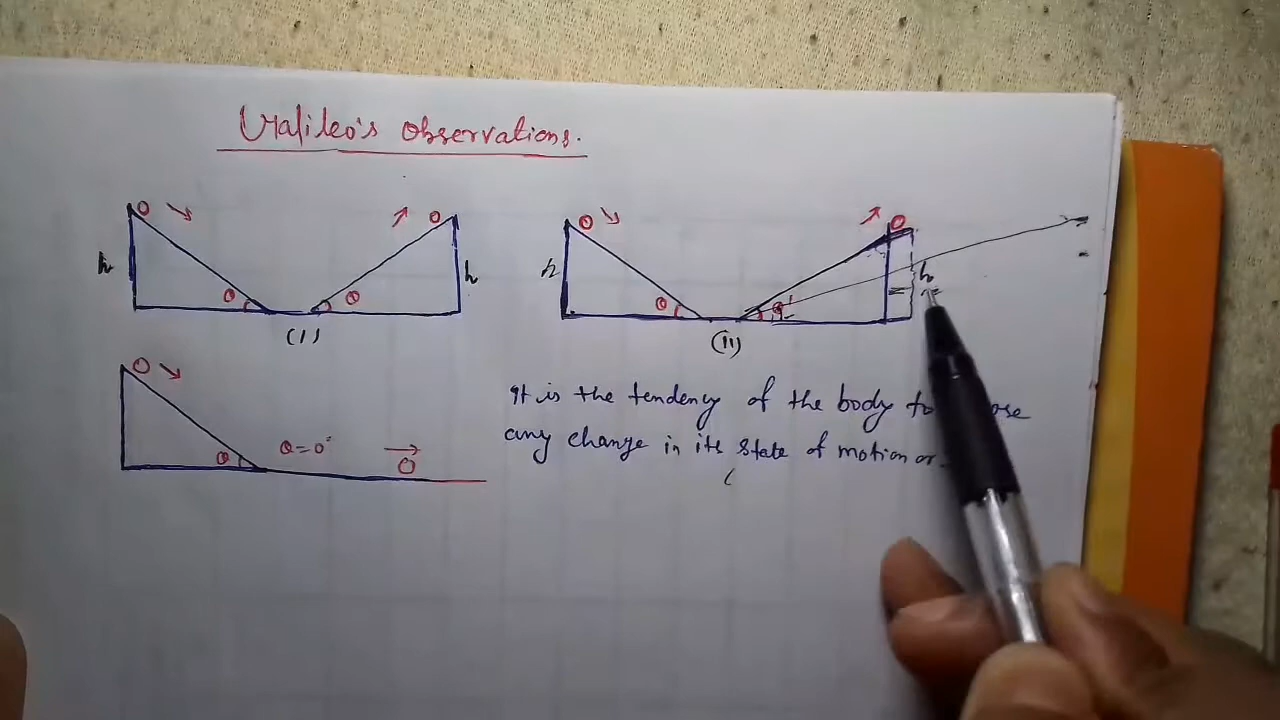 Galileo's Observations.
h θ θ h
(I)
h θ θ' h
(II)
θ θ=0°
It is the tendency of the body to
any change in its state of motion or